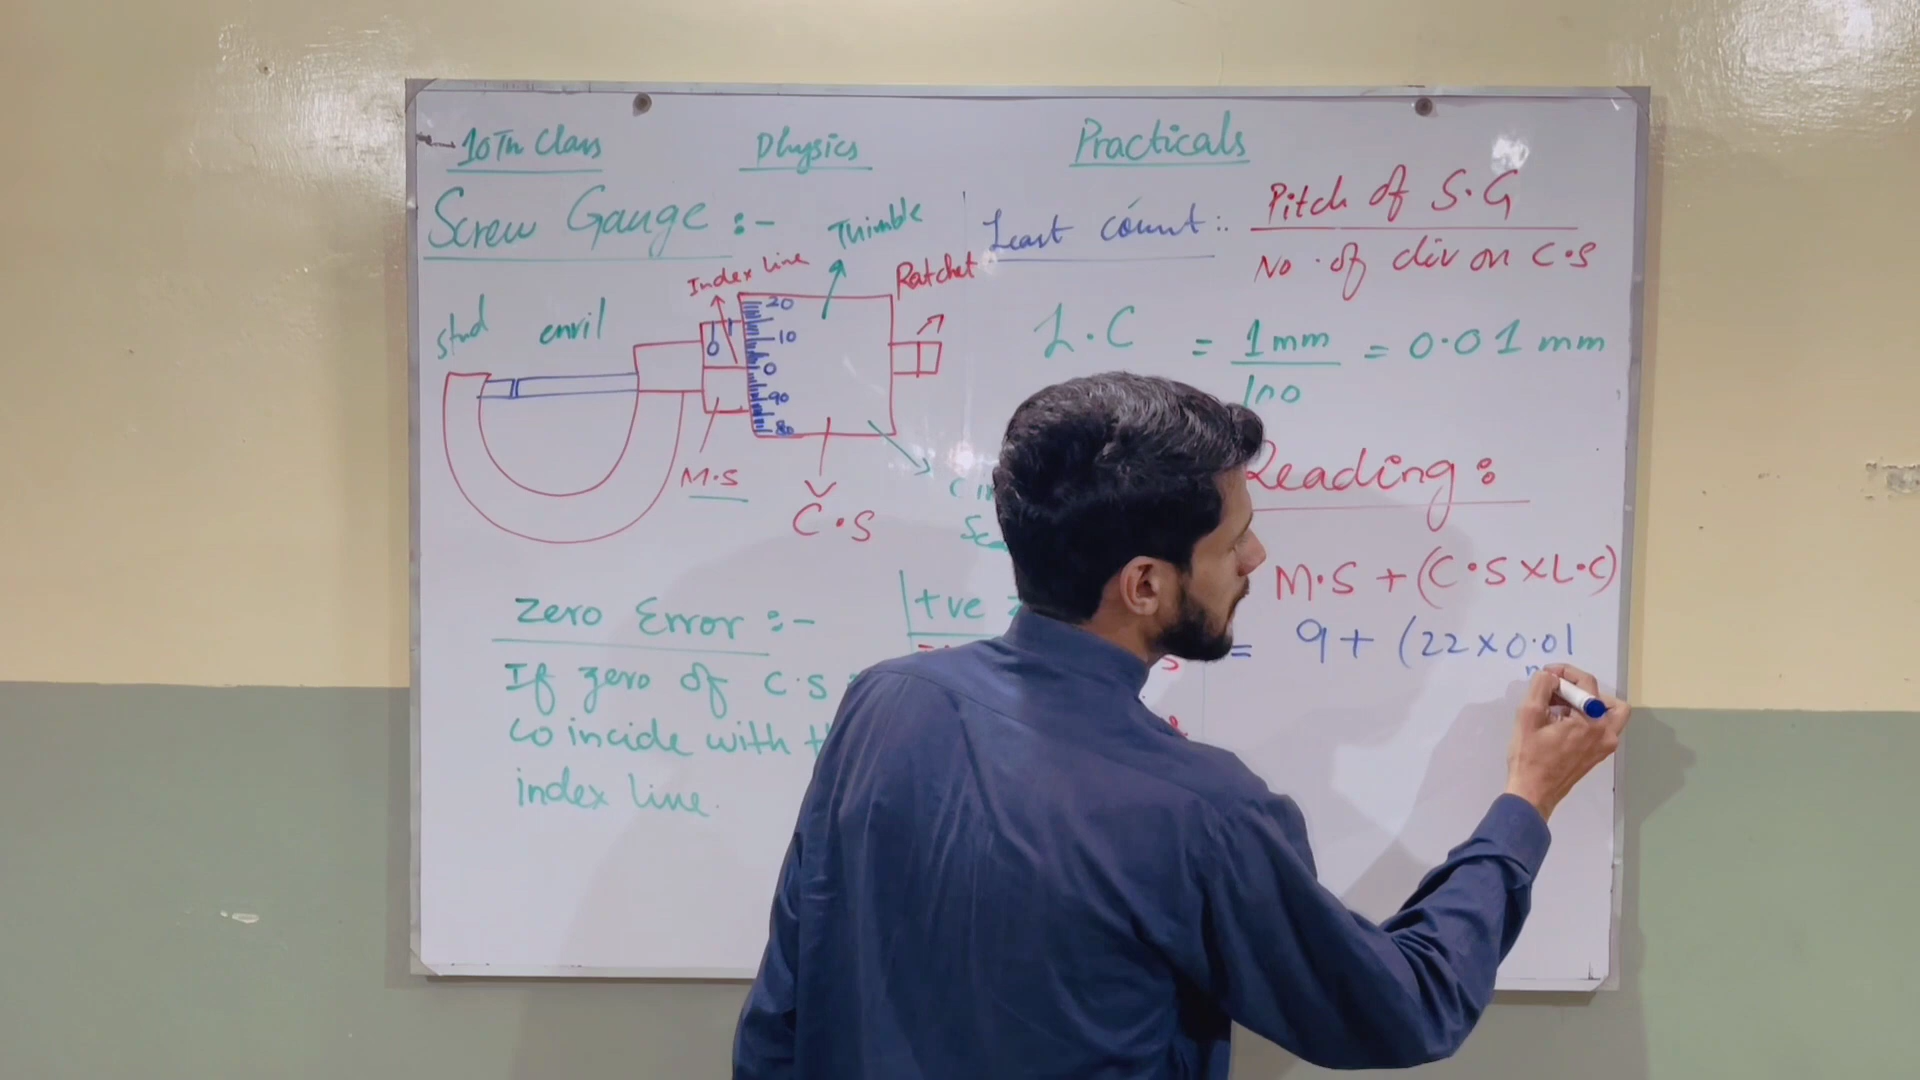 10Th Class Physics Practicals
Screw Gauge :-
Thimble
Index line
Ratchet
stud enril
0
20
10
0
90
80
M.S
C.S
Least count :. Pitch of S.G
No. of div on C.S
L.C = 1mm = 0.01 mm
100
Reading :
M.S + (C.S x L.C)
= 9 + (22 x 0.01
Zero Error :-
If zero of C.S
coincide with
index line.
+ve